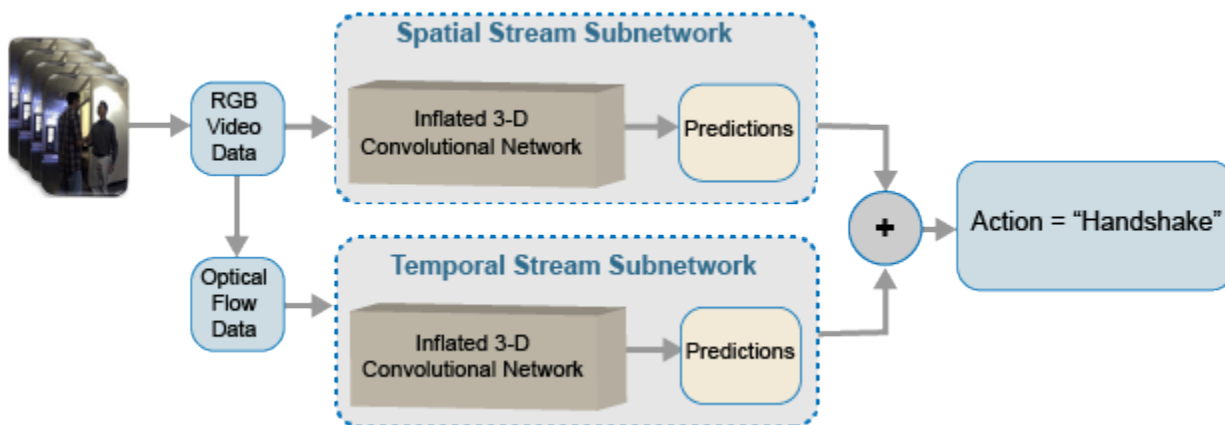 Spatial Stream Subnetwork
RGB
Video
Data
Inflated 3-D
Convolutional Network
Predictions
+
Action = “Handshake”
Temporal Stream Subnetwork
Optical
Flow
Data
Inflated 3-D
Convolutional Network
Predictions